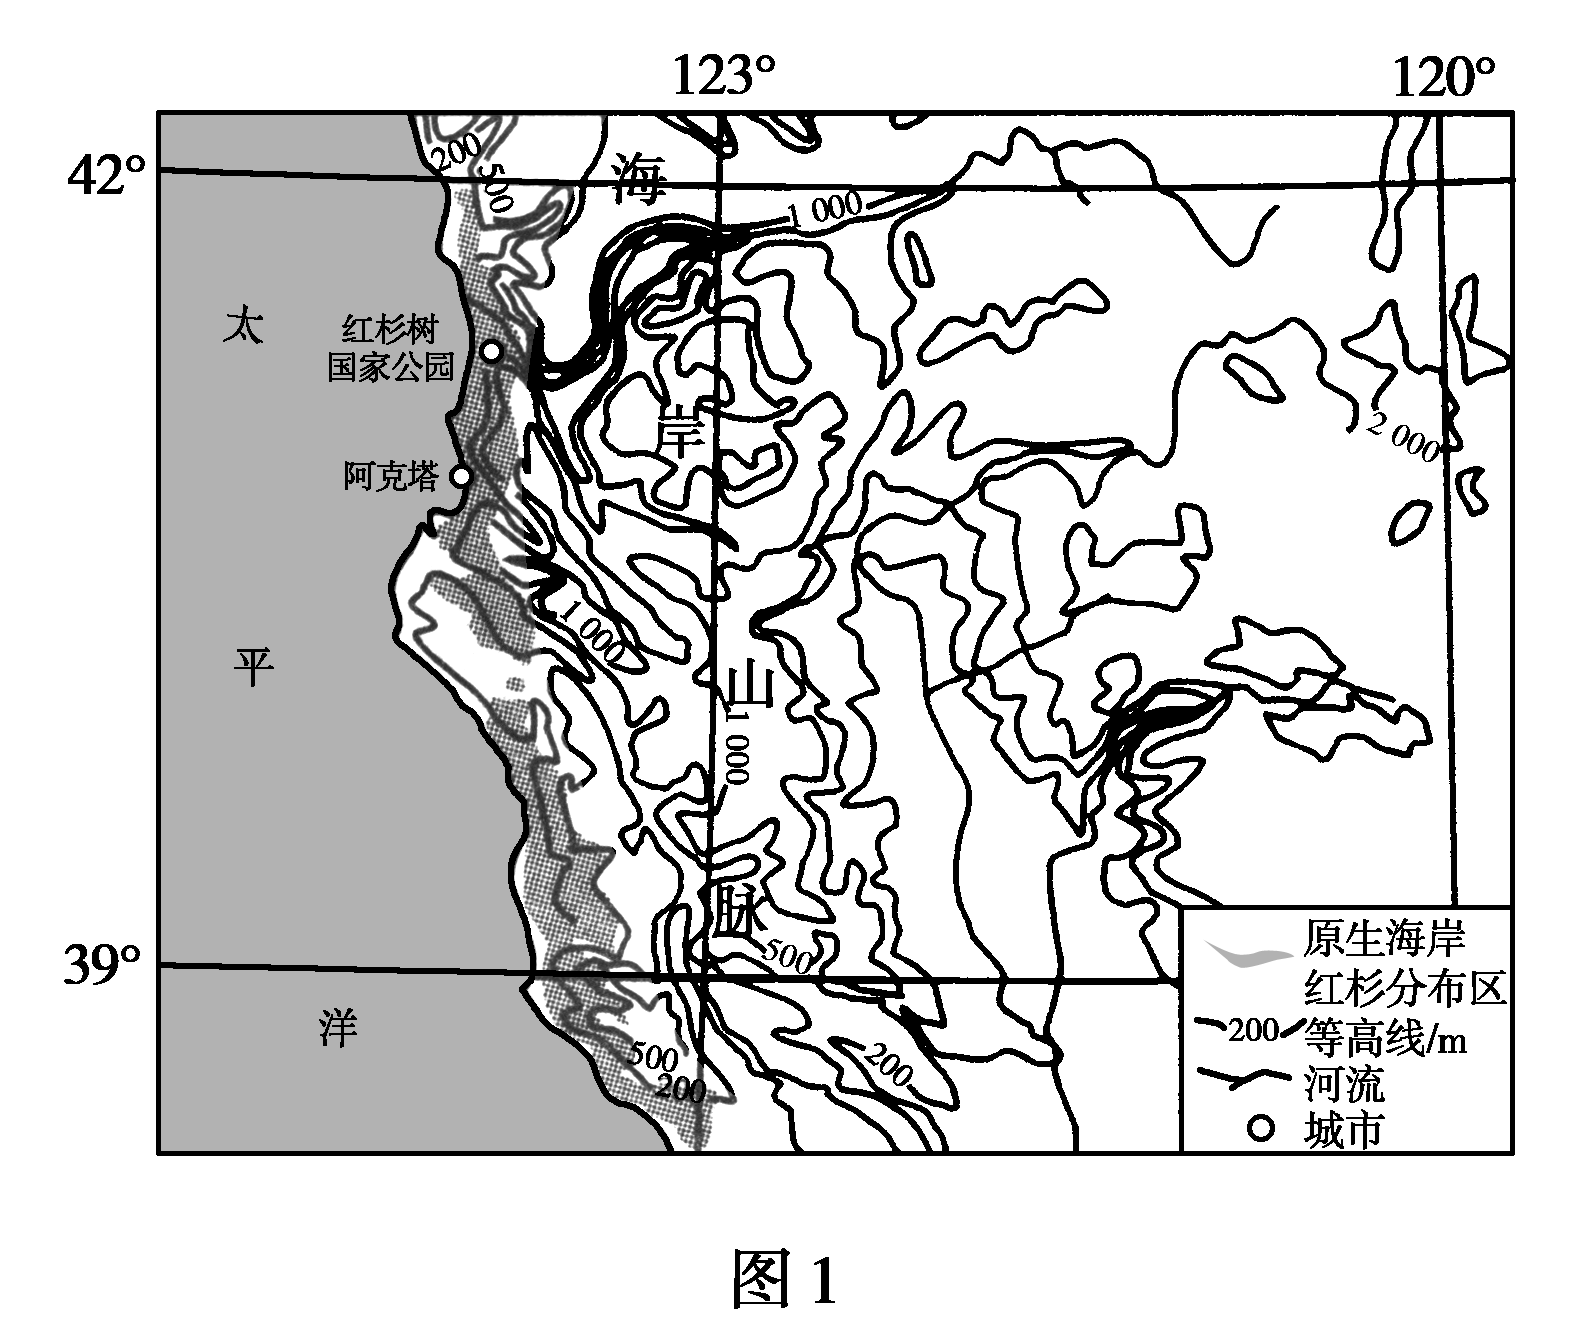 123°
120°
42°
200
500
海
1 000
太
红杉树
国家公园
岸
2 000
阿克塔
1 000
平
山
1 000
脉
500
39°
洋
500
200
200
原生海岸
红杉分布区
200 等高线/m
河流
城市
图 1